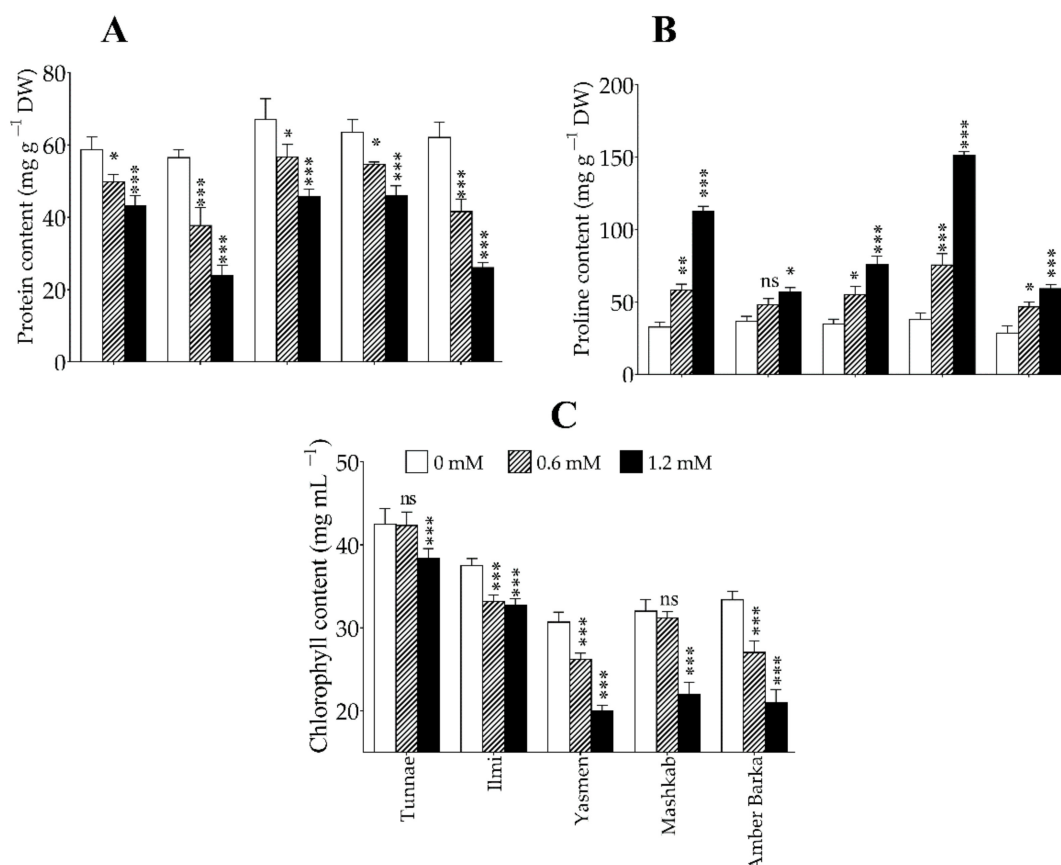 A
B
Protein content (mg g⁻¹ DW)
80
60
40
20
0
*
***
***
***
*
***
*
***
***
***
Proline content (mg g⁻¹ DW)
200
150
100
50
0
**
***
ns
*
*
***
***
***
*
***
C
0 mM 0.6 mM 1.2 mM
Chlorophyll content (mg mL⁻¹)
50
40
30
20
ns
***
***
***
***
***
ns
***
***
***
Tunnae
Ilmi
Yasmen
Mashkab
Amber Barka